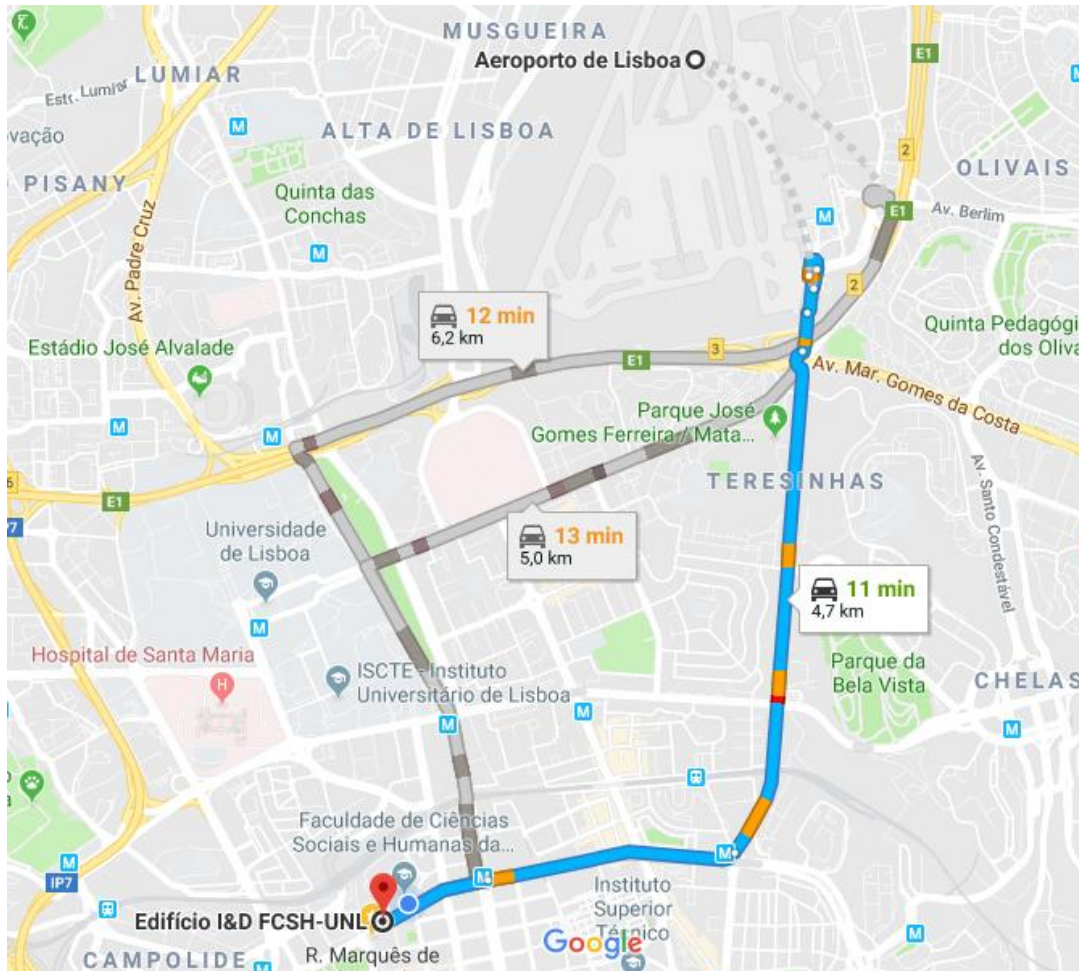 MUSGUEIRA
Aeroporto de Lisboa
E1
LUMIAR
Estr. Lumiar
M
ALTA DE LISBOA
ovação
2
OLIVAIS
PISANY
Quinta das
Conchas
M
E1
Av. Berlim
Av. Padre Cruz
M
2
12 min
6,2 km
Quinta Pedagógi
dos Oliva
Estádio José Alvalade
E1
3
Av. Mar. Gomes da Costa
Parque José
Gomes Ferreira / Mata...
M
M
TERESINHAS
Av. Santo Condestável
6
E1
P7
Universidade
de Lisboa
13 min
5,0 km
11 min
4,7 km
M
Hospital de Santa Maria
H
ISCTE - Instituto
Universitário de Lisboa
Parque da
Bela Vista
CHELAS
M
M
M
Faculdade de Ciências
Sociais e Humanas da...
M
M
M
IP7
Instituto
Superior
Técnico
Edifício I&D FCSH-UNL
M
Google
CAMPOLIDE
R. Marquês de
M